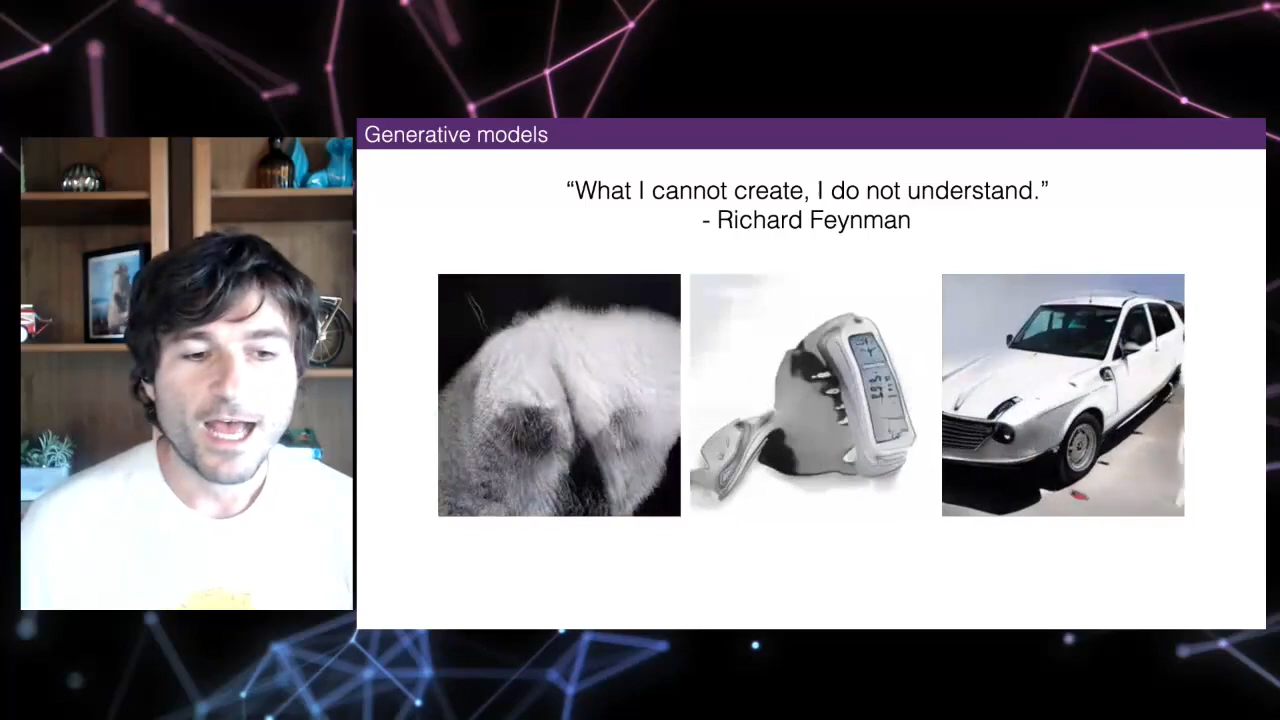 Generative models
“What I cannot create, I do not understand.”
- Richard Feynman